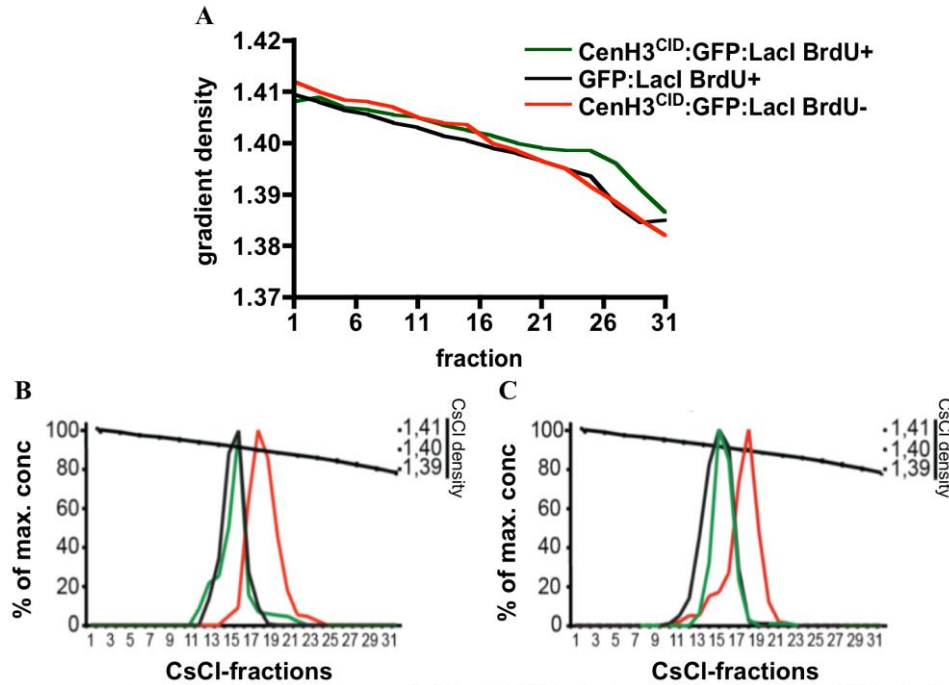 A
1.42
1.41
1.40
1.39
1.38
1.37
gradient density
1 6 11 16 21 26 31
fraction
CenH3CID:GFP:LacI BrdU+
GFP:LacI BrdU+
CenH3CID:GFP:LacI BrdU-
B
100
80
60
40
20
0
% of max. conc
1 3 5 7 9 11 13 15 17 19 21 23 25 27 29 31
CsCl-fractions
1,41
1,40
1,39
CsCl density
C
100
80
60
40
20
0
% of max. conc
1 3 5 7 9 11 13 15 17 19 21 23 25 27 29 31
CsCl-fractions
1,41
1,40
1,39
CsCl density